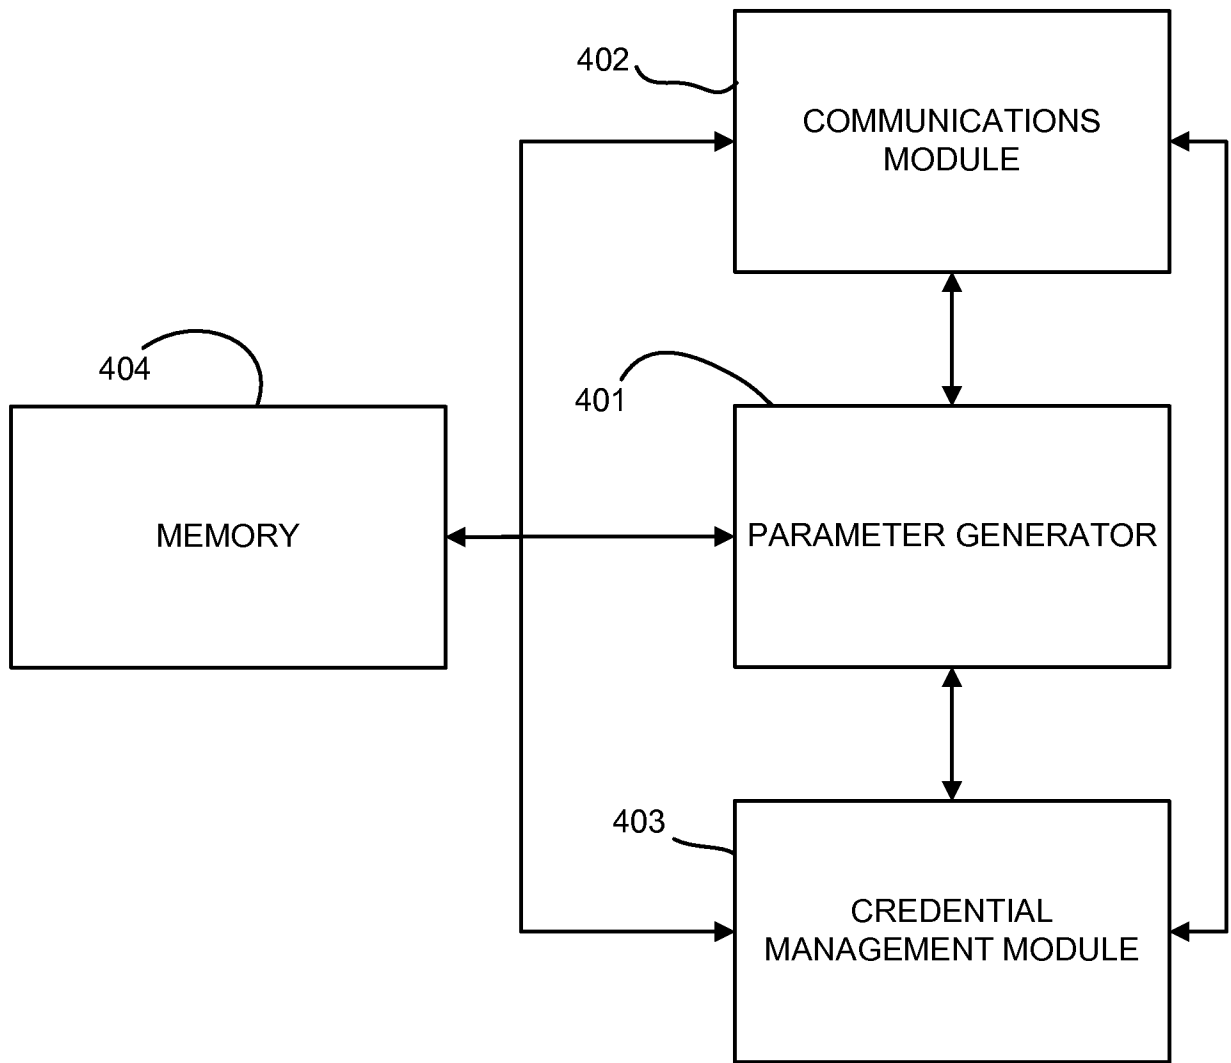 402
COMMUNICATIONS
MODULE
404
401
MEMORY
PARAMETER GENERATOR
403
CREDENTIAL
MANAGEMENT MODULE